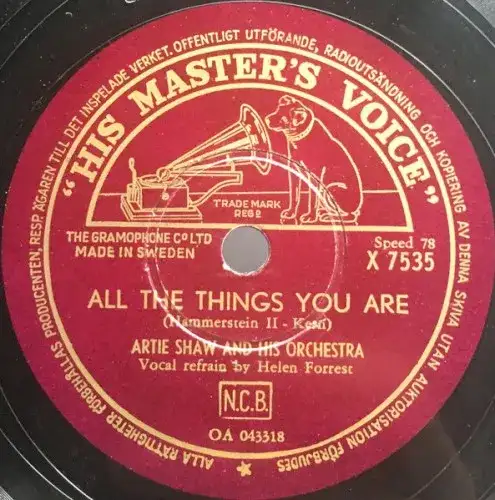 ALLA RÄTTIGHETER FÖRBEHÅLLAS PRODUCENTEN, RESP. ÄGAREN TILL DET INSPELADE VERKET. OFFENTLIGT UTFÖRANDE, RADIOUTSÄNDNING OCH KOPIERING AV DENNA SKIVA UTAN AUKTORISATION FÖRBJUDES
"HIS MASTER'S VOICE"
TRADE MARK
REGD
THE GRAMOPHONE Co LTD
MADE IN SWEDEN
Speed 78
X 7535
ALL THE THINGS YOU ARE
(Hammerstein II - Kern)
ARTIE SHAW AND HIS ORCHESTRA
Vocal refrain by Helen Forrest
N.C.B.
OA 043318